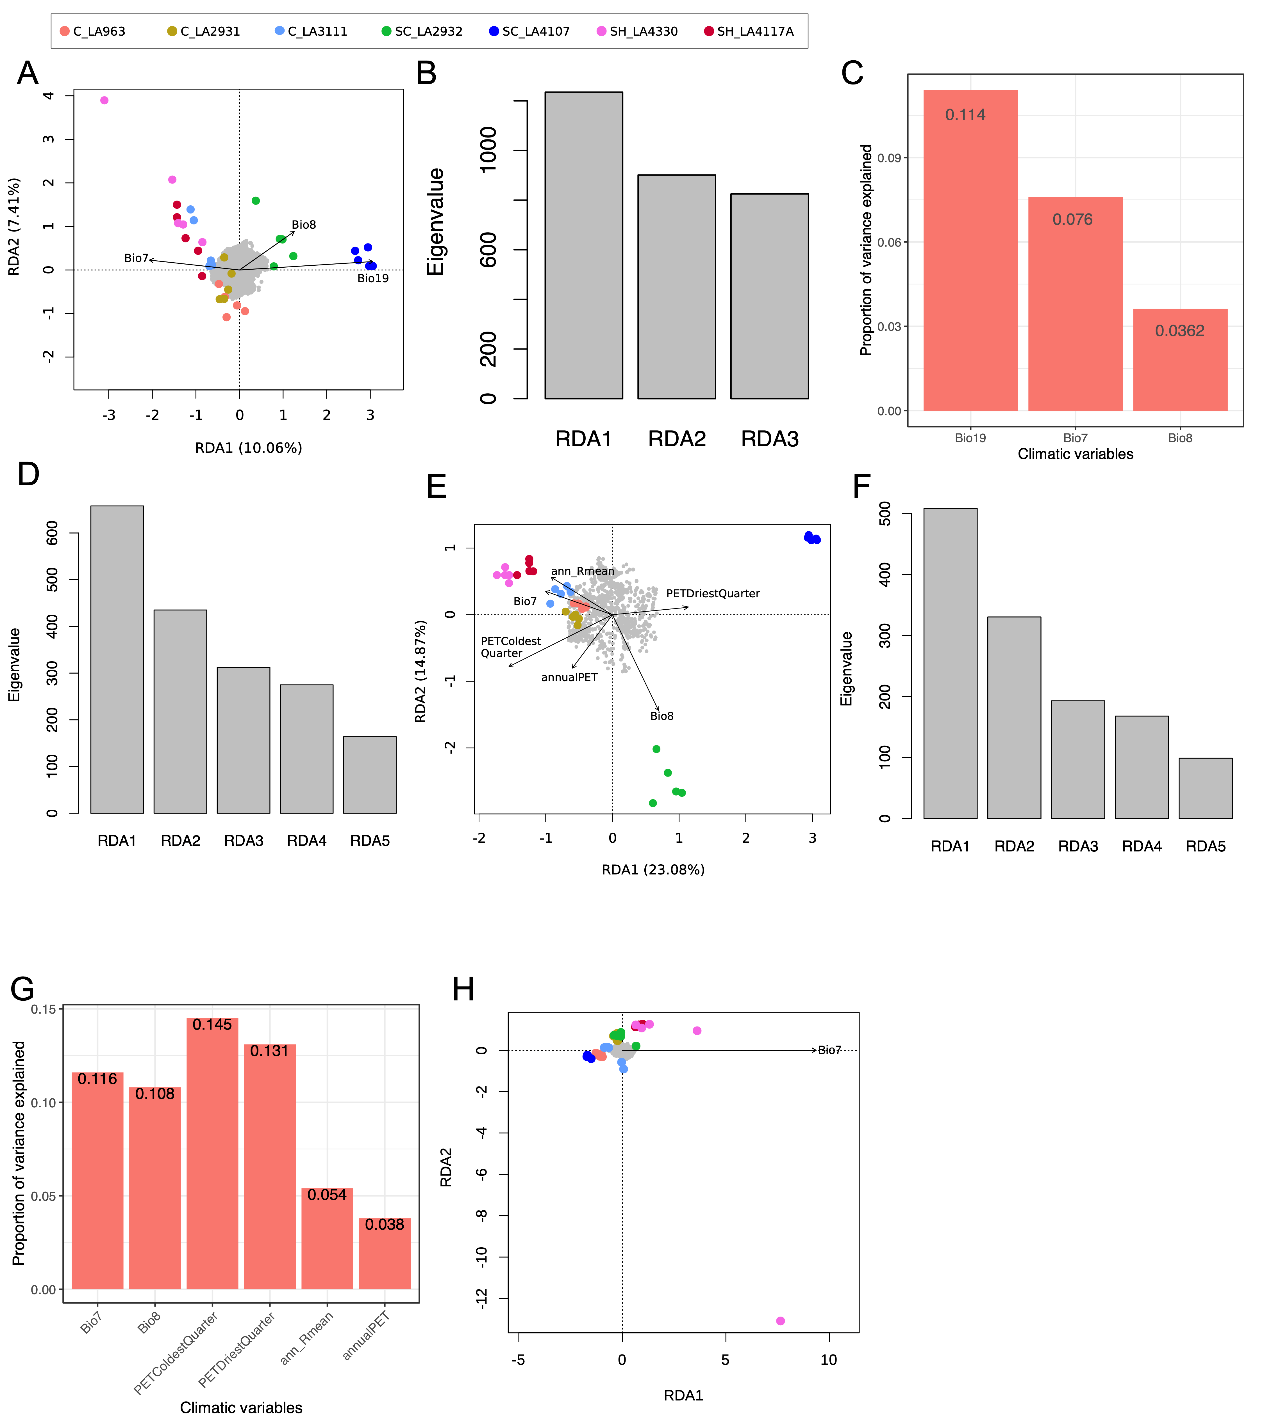 C_LA963 C_LA2931 C_LA3111 SC_LA2932 SC_LA4107 SH_LA4330 SH_LA4117A
A
4
3
2
1
0
-1
-2
RDA2 (7.41%)
Bio8
Bio7
Bio19
-3 -2 -1 0 1 2 3
RDA1 (10.06%)
B
Eigenvalue
1000
600
200
0
RDA1 RDA2 RDA3
C
Proportion of variance explained
0.09
0.06
0.03
0.00
0.114
0.076
0.0362
Bio19 Bio7 Bio8
Climatic variables
D
Eigenvalue
600
500
400
300
200
100
0
RDA1 RDA2 RDA3 RDA4 RDA5
E
RDA2 (14.87%)
1
0
-1
-2
ann_Rmean
Bio7
PETDriestQuarter
PETColdest
Quarter
annualPET
Bio8
-2 -1 0 1 2 3
RDA1 (23.08%)
F
Eigenvalue
500
400
300
200
100
0
RDA1 RDA2 RDA3 RDA4 RDA5
G
Proportion of variance explained
0.15
0.10
0.05
0.00
0.116
0.108
0.145
0.131
0.054
0.038
Bio7 Bio8 PETColdestQuarter PETDriestQuarter ann_Rmean annualPET
Climatic variables
H
RDA2
0
-2
-4
-6
-8
-10
-12
Bio7
-5 0 5 10
RDA1